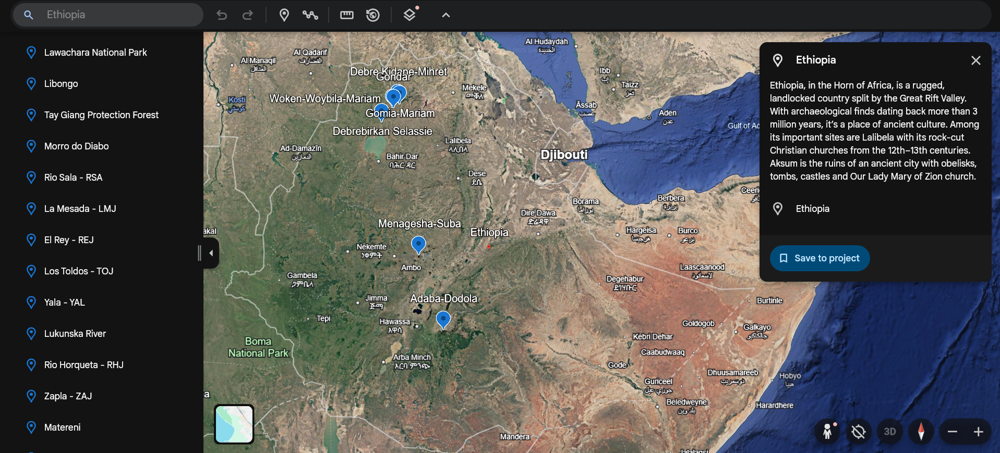 Ethiopia
Lawachara National Park
Libongo
Tay Giang Protection Forest
Morro do Diabo
Rio Sala - RSA
La Mesada - LMJ
El Rey - REJ
Los Toldos - TOJ
Yala - YAL
Lukunska River
Rio Horqueta - RHJ
Zapla - ZAJ
Matereni
Al Hudaydah
الحديدة
Al Qadarif
القضارف
Al Manaqil
المناقل
Debre Kidane-Mihret
Gondar
Ibb
إب
Taizz
تعز
Mekele
መቐለ
Kosti
كوستي
Woken-Woybila-Mariam
Assab
عصب
Aden
عدن
Gomia-Mariam
Gulf of
Debrebirkan Selassie
Lalibela
ላሊበላ
Ad-Damazin
الدمازين
Djibouti
Bahir Dar
ባሕር ዳር
Dese
ደሴ
Borama
بوراما
Berbera
بربرة
Ceeri
Dire Dawa
ድሬዳዋ
Menagesha-Suba
Ethiopia
Hargeisa
هرجيسا
Burco
برعو
akal
Nekemte
ነቀምት
Ambo
Laascaanood
لاسعانود
Gambela
ጋምቤላ
Degehabur
ደገሃቡር
Jimma
ጅማ
Adaba-Dodola
Burtinle
Tepi
Hawassa
አዋሳ
Goldogob
Galkayo
جالكاكيو
Kebri Dehar
Boma
National Park
Caabudwaaq
Arba Minch
አርባ ምንጭ
Gode
Dhuusamareeb
دوسمريب
Hobyo
هبيا
Guriceel
جوري عيل
a
Beledweyne
بلد وين
Harardhere
Mandera
Jalalaqsi
Ethiopia
Ethiopia, in the Horn of Africa, is a rugged,
landlocked country split by the Great Rift Valley.
With archaeological finds dating back more than 3
million years, it’s a place of ancient culture. Among
its important sites are Lalibela with its rock-cut
Christian churches from the 12th–13th centuries.
Aksum is the ruins of an ancient city with obelisks,
tombs, castles and Our Lady Mary of Zion church.
Ethiopia
Save to project
3D